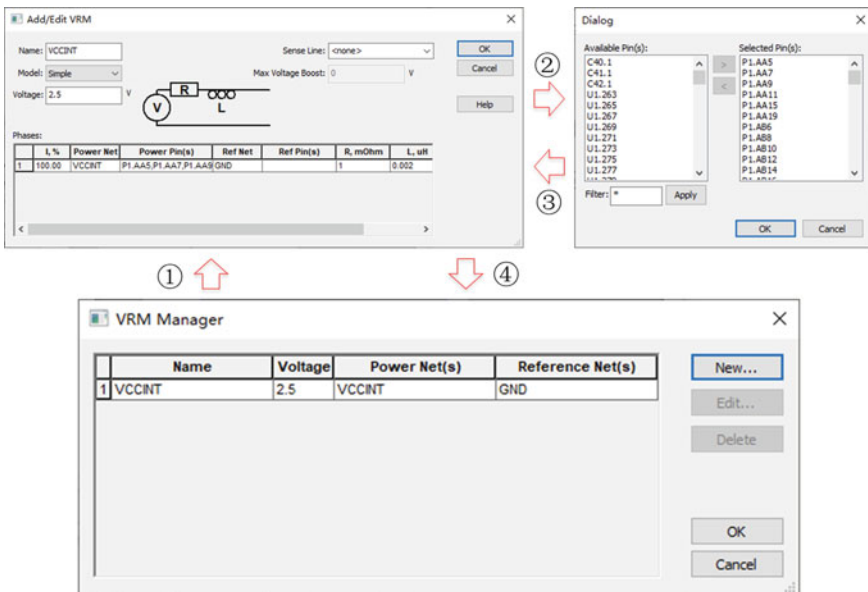 Add/Edit VRM
Name: VCCINT
Sense Line: <none>
OK
Model: Simple
Max Voltage Boost: 0 V
Cancel
Voltage: 2.5 V
R
V
L
Help
Phases:
I, % Power Net Power Pin(s) Ref Net Ref Pin(s) R, mOhm L, uH
1 100.00 VCCINT P1.AA5,P1.AA7,P1.AA9 GND 1 0.002
②
③
Dialog
Available Pin(s):
C40.1
C41.1
C42.1
U1.263
U1.265
U1.267
U1.269
U1.271
U1.273
U1.275
U1.277
>
<
Selected Pin(s):
P1.AA5
P1.AA7
P1.AA9
P1.AA11
P1.AA15
P1.AA19
P1.AB6
P1.AB8
P1.AB10
P1.AB12
P1.AB14
Filter: * Apply
OK Cancel
① ④
VRM Manager
Name Voltage Power Net(s) Reference Net(s)
1 VCCINT 2.5 VCCINT GND
New...
Edit...
Delete
OK
Cancel